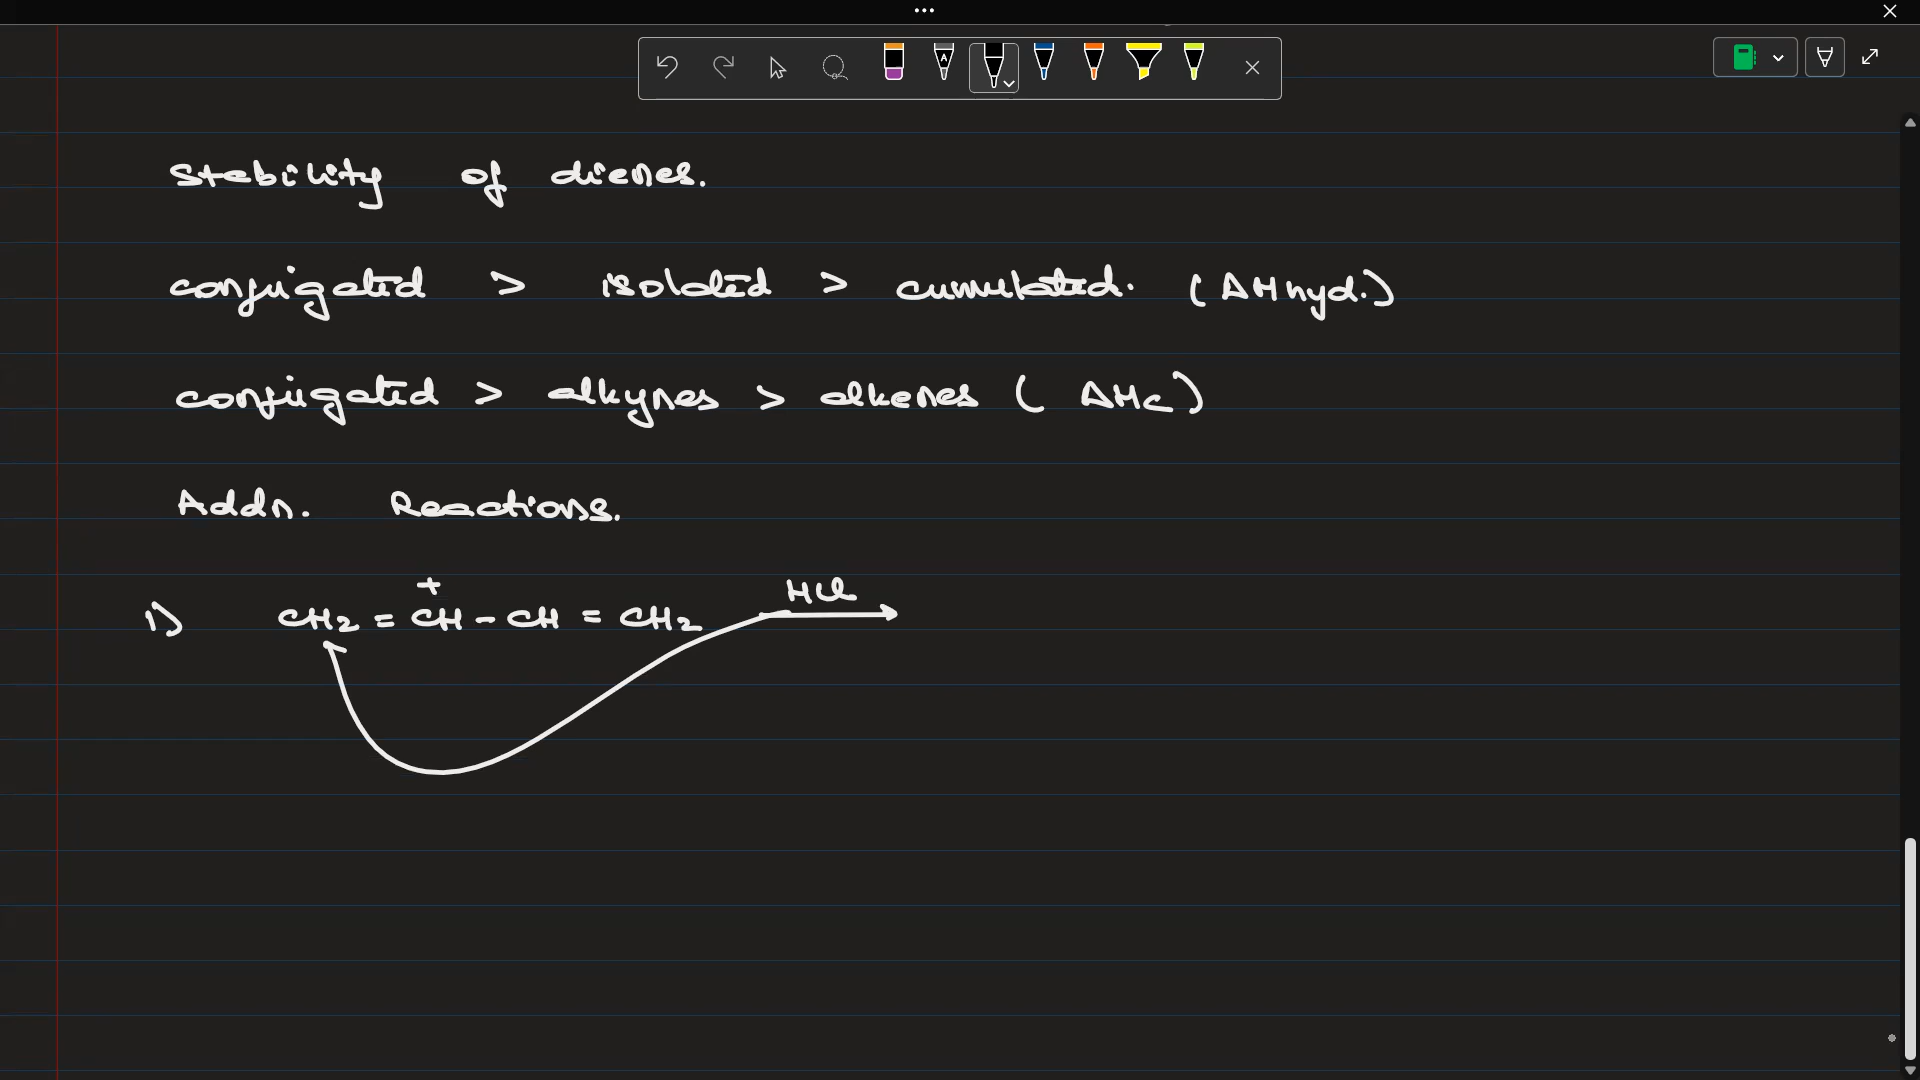 Stability of dienes.
conjugated > isolated > cumulated. (ΔHhyd.)
conjugated > alkynes > alkenes (ΔHc)
Addn. Reactions.
+ HCl
1) CH2 = CH - CH = CH2